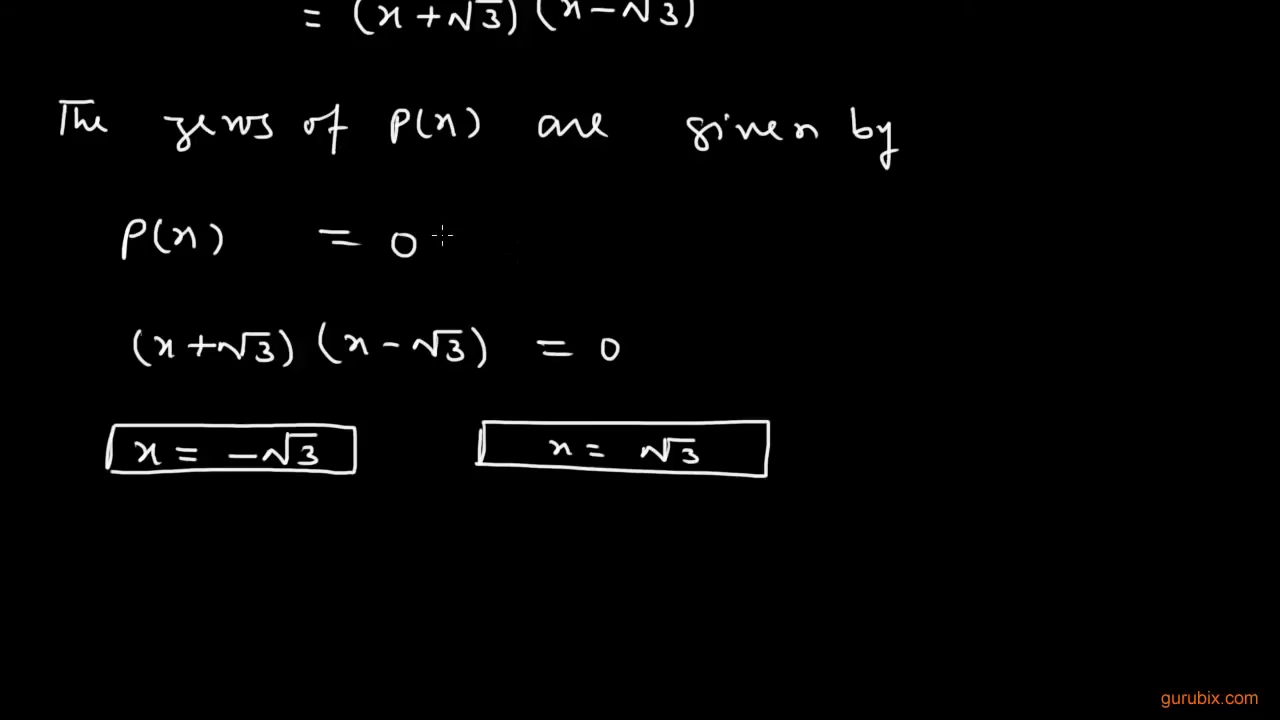 = (x+√3) (x-√3)
The zeros of P(x) are given by
P(x) = 0
(x+√3) (x-√3) = 0
x = -√3 x = √3
gurubix.com